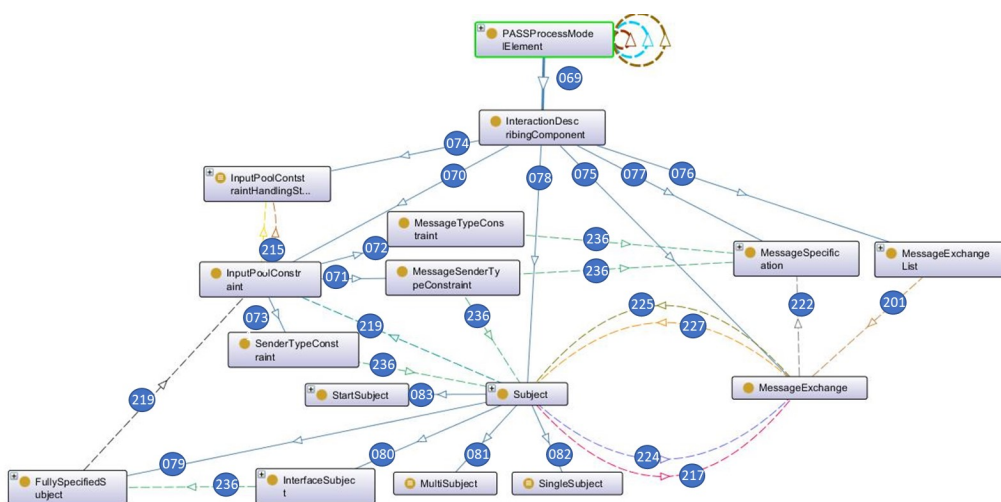 PASSProcessMode
lElement
069
InteractionDesc
ribingComponent
074
070
078
075
077
076
InputPoolContst
raintHandlingSt...
MessageTypeCons
traint
236
072
215
InputPoolConstr
aint
071
MessageSenderTy
peConstraint
236
MessageSpecific
ation
MessageExchange
List
073
219
236
225
227
222
201
SenderTypeConst
raint
236
StartSubject
083
Subject
MessageExchange
219
079
080
081
082
224
217
FullySpecifiedS
ubject
236
InterfaceSubjec
t
MultiSubject
SingleSubject